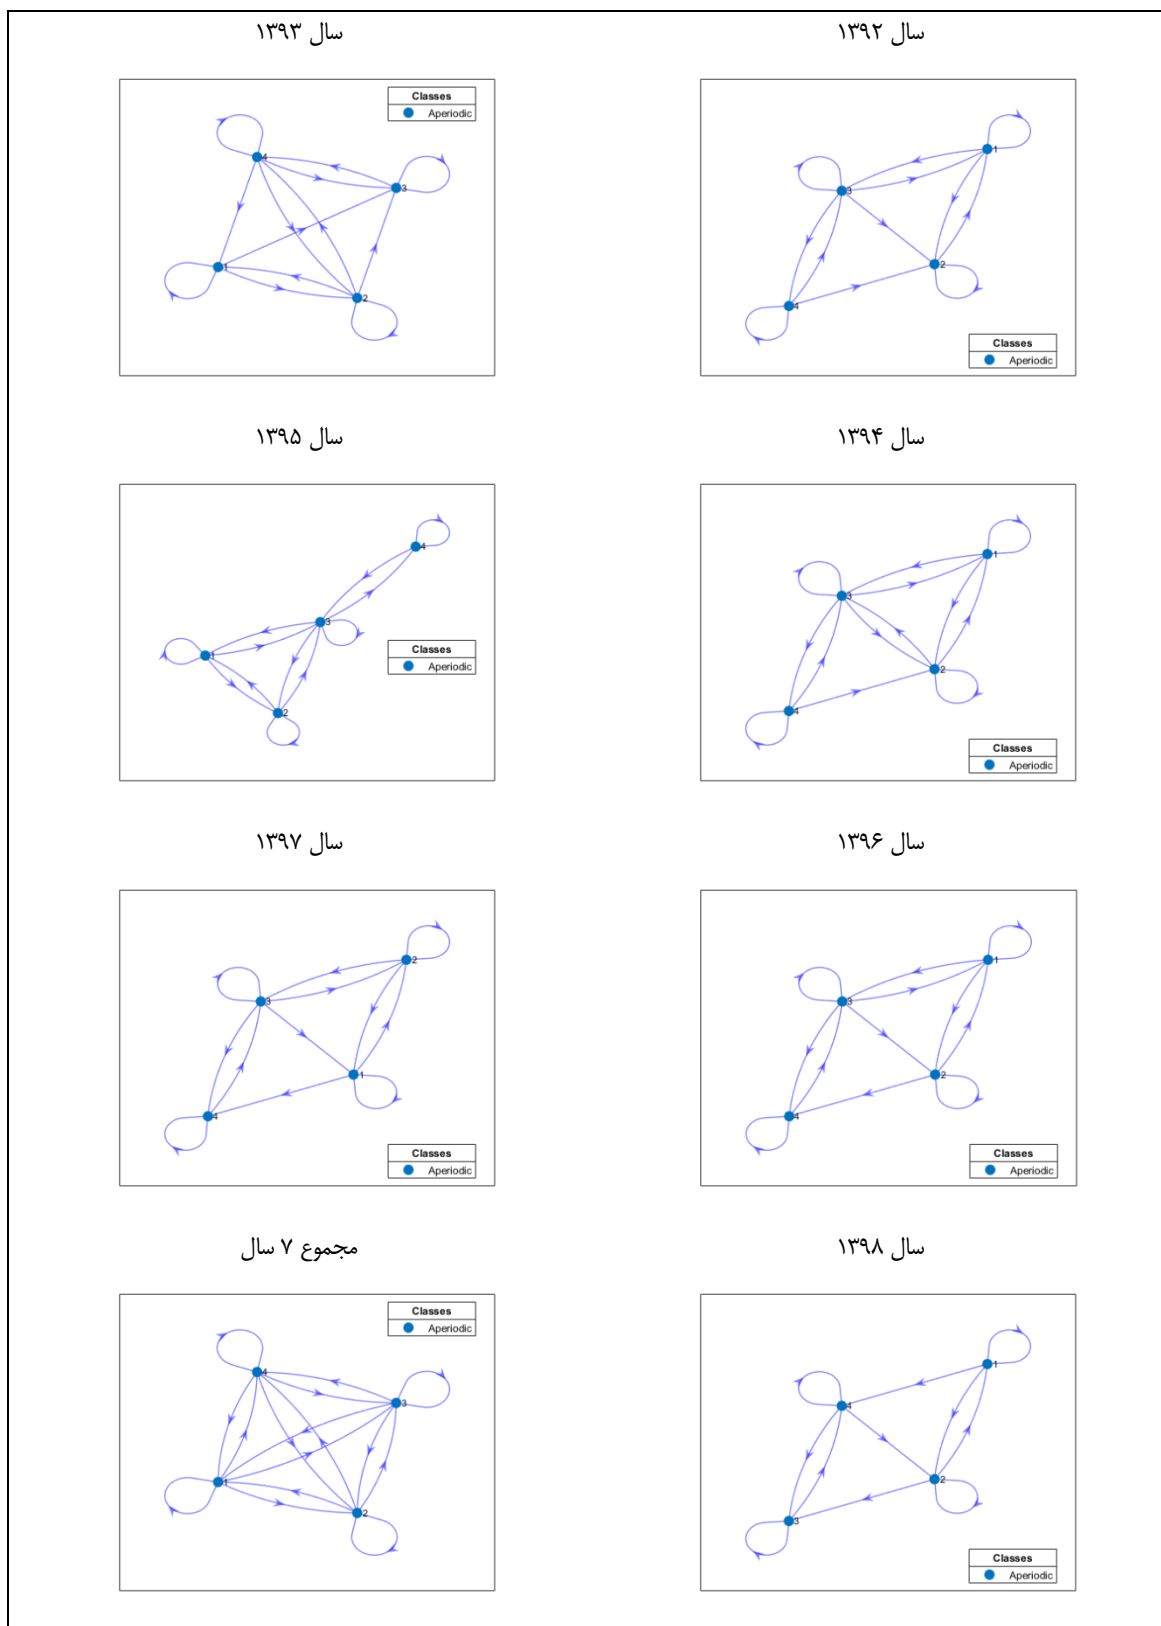 سال ۱۳۹۲
1
3
2
4
Classes
Aperiodic
سال ۱۳۹۳
Classes
Aperiodic
4
3
1
2
سال ۱۳۹۴
1
3
2
4
Classes
Aperiodic
سال ۱۳۹۵
4
3
1
2
Classes
Aperiodic
سال ۱۳۹۶
1
3
2
4
Classes
Aperiodic
سال ۱۳۹۷
2
3
1
4
Classes
Aperiodic
سال ۱۳۹۸
1
4
2
3
Classes
Aperiodic
مجموع ۷ سال
Classes
Aperiodic
4
3
1
2